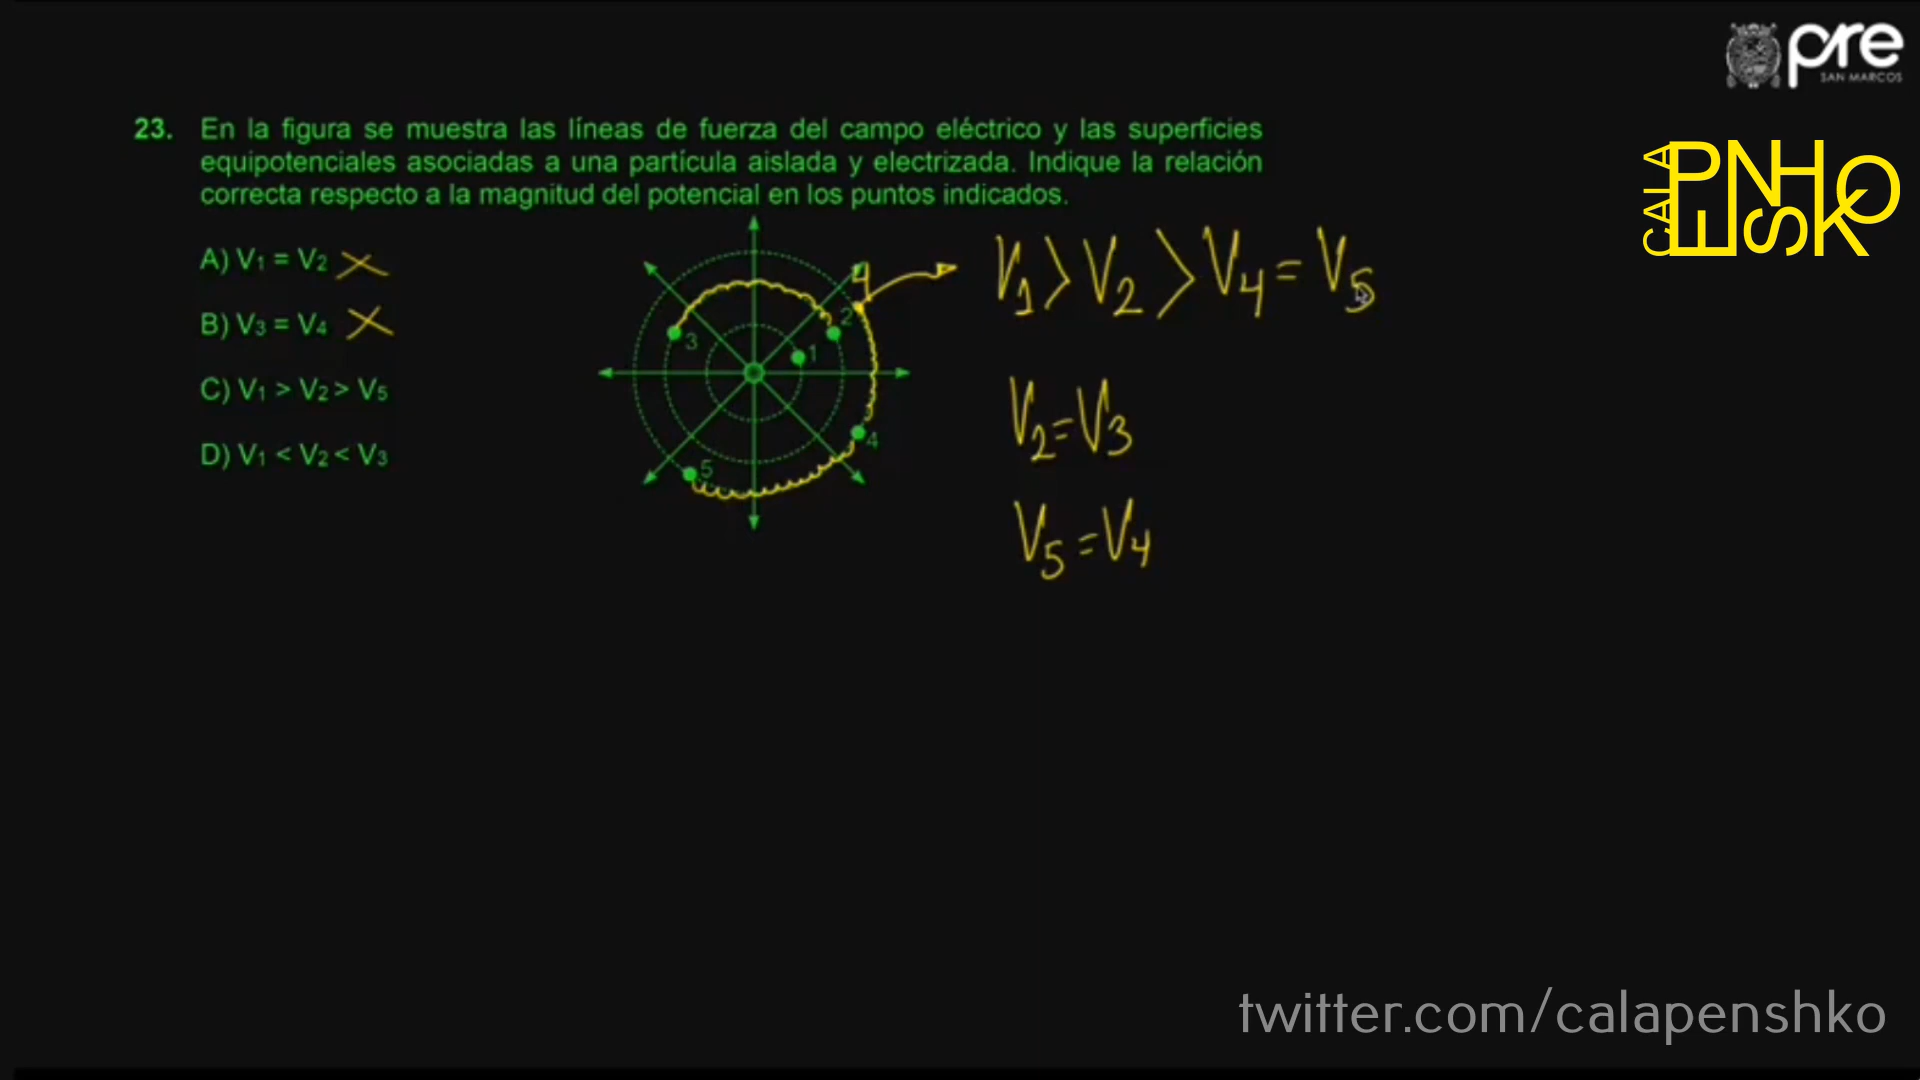 pre
SAN MARCOS
CALA
PENSHKO
23. En la figura se muestra las líneas de fuerza del campo eléctrico y las superficies
equipotenciales asociadas a una partícula aislada y electrizada. Indique la relación
correcta respecto a la magnitud del potencial en los puntos indicados.
A) V1 = V2
B) V3 = V4
C) V1 > V2 > V5
D) V1 < V2 < V3
4
2
3
1
4
5
V1 > V2 > V4 = V5
V2 = V3
V5 = V4
twitter.com/calapenshko